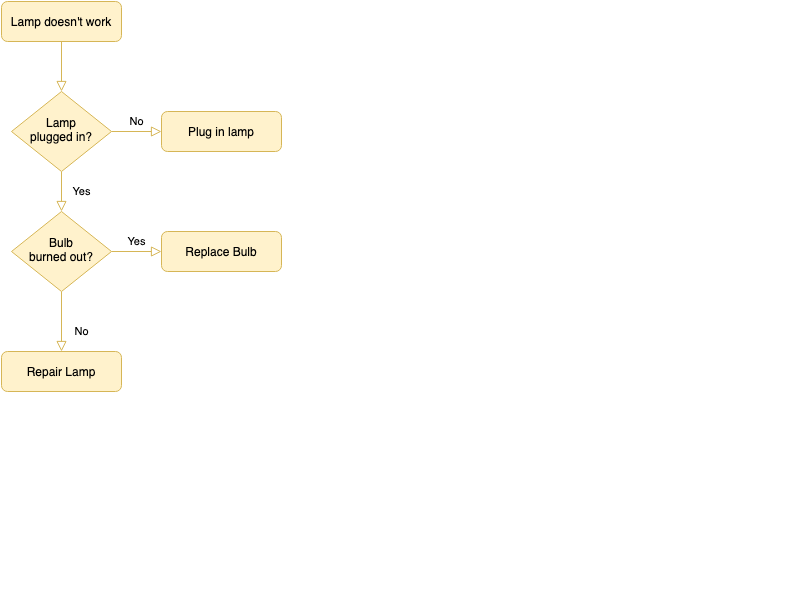 Lamp doesn't work
Lamp
plugged in?
No
Plug in lamp
Yes
Bulb
burned out?
Yes
Replace Bulb
No
Repair Lamp